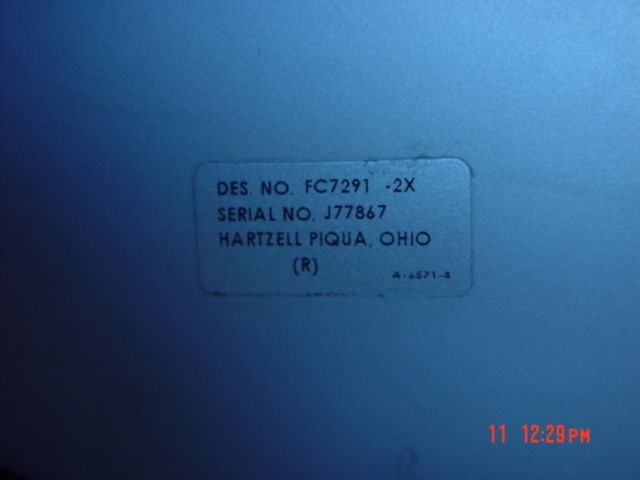 DES. NO. FC7291 -2X
SERIAL NO. J77867
HARTZELL PIQUA, OHIO
(R)
A-6571-4
11 12:29PM